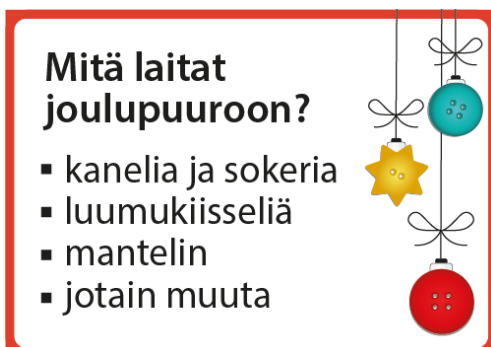 Mitä laitat
joulupuuroon?
▪ kanelia ja sokeria
▪ luumukiisseliä
▪ mantelin
▪ jotain muuta